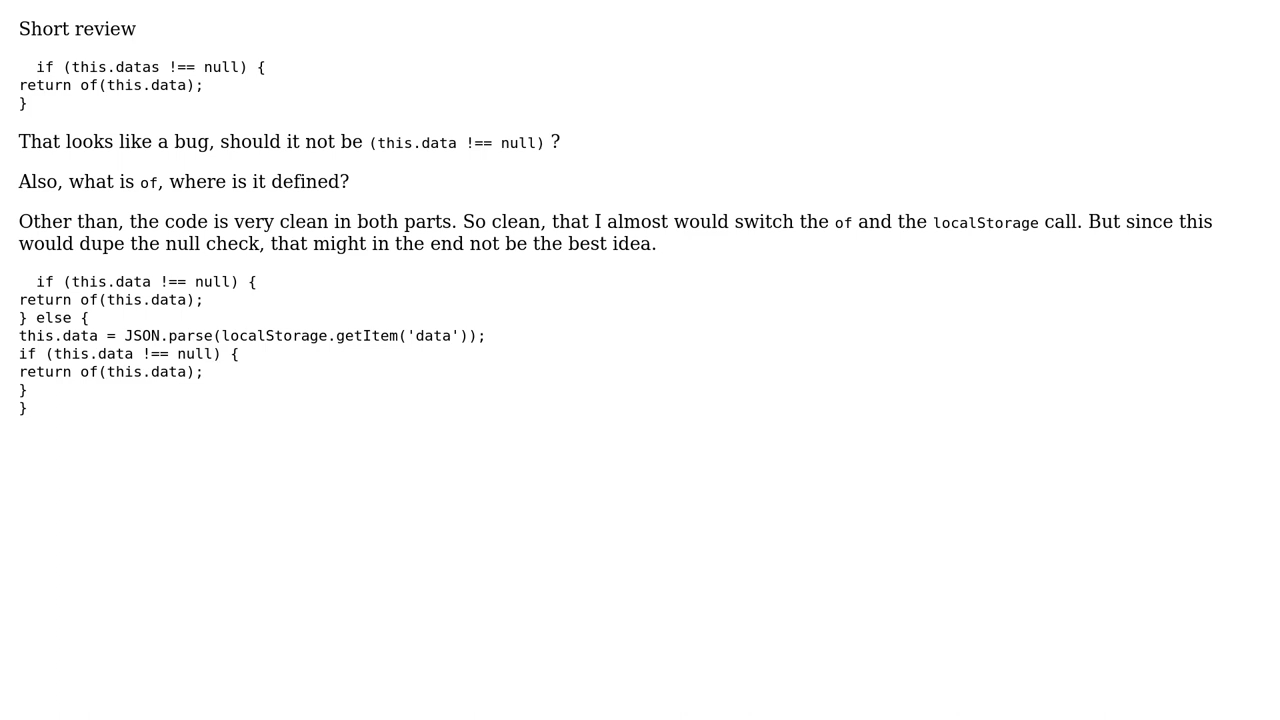 Short review
if (this.datas !== null) {
return of(this.data);
}
That looks like a bug, should it not be (this.data !== null) ?
Also, what is of, where is it defined?
Other than, the code is very clean in both parts. So clean, that I almost would switch the of and the localStorage call. But since this
would dupe the null check, that might in the end not be the best idea.
if (this.data !== null) {
return of(this.data);
} else {
this.data = JSON.parse(localStorage.getItem('data'));
if (this.data !== null) {
return of(this.data);
}
}